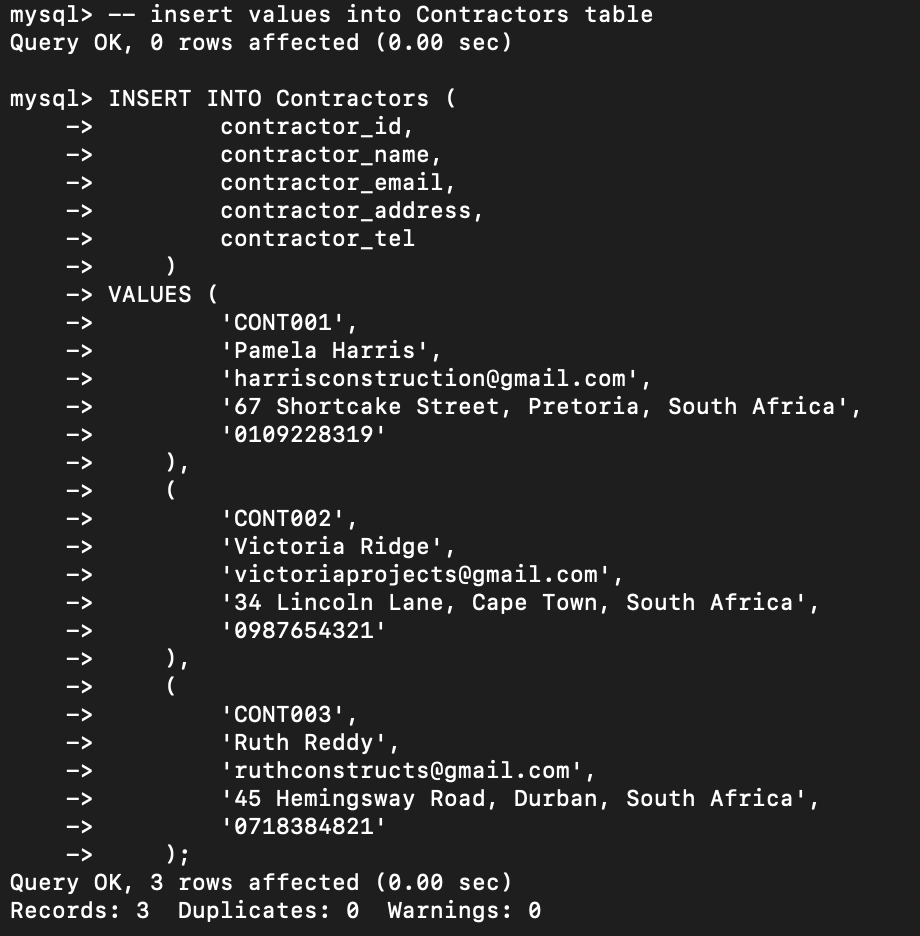 mysql> -- insert values into Contractors table
Query OK, 0 rows affected (0.00 sec)

mysql> INSERT INTO Contractors (
    ->         contractor_id,
    ->         contractor_name,
    ->         contractor_email,
    ->         contractor_address,
    ->         contractor_tel
    ->     )
    -> VALUES (
    ->         'CONT001',
    ->         'Pamela Harris',
    ->         'harrisconstruction@gmail.com',
    ->         '67 Shortcake Street, Pretoria, South Africa',
    ->         '0109228319'
    ->     ),
    ->     (
    ->         'CONT002',
    ->         'Victoria Ridge',
    ->         'victoriaprojects@gmail.com',
    ->         '34 Lincoln Lane, Cape Town, South Africa',
    ->         '0987654321'
    ->     ),
    ->     (
    ->         'CONT003',
    ->         'Ruth Reddy',
    ->         'ruthconstructs@gmail.com',
    ->         '45 Hemingsway Road, Durban, South Africa',
    ->         '0718384821'
    ->     );
Query OK, 3 rows affected (0.00 sec)
Records: 3  Duplicates: 0  Warnings: 0